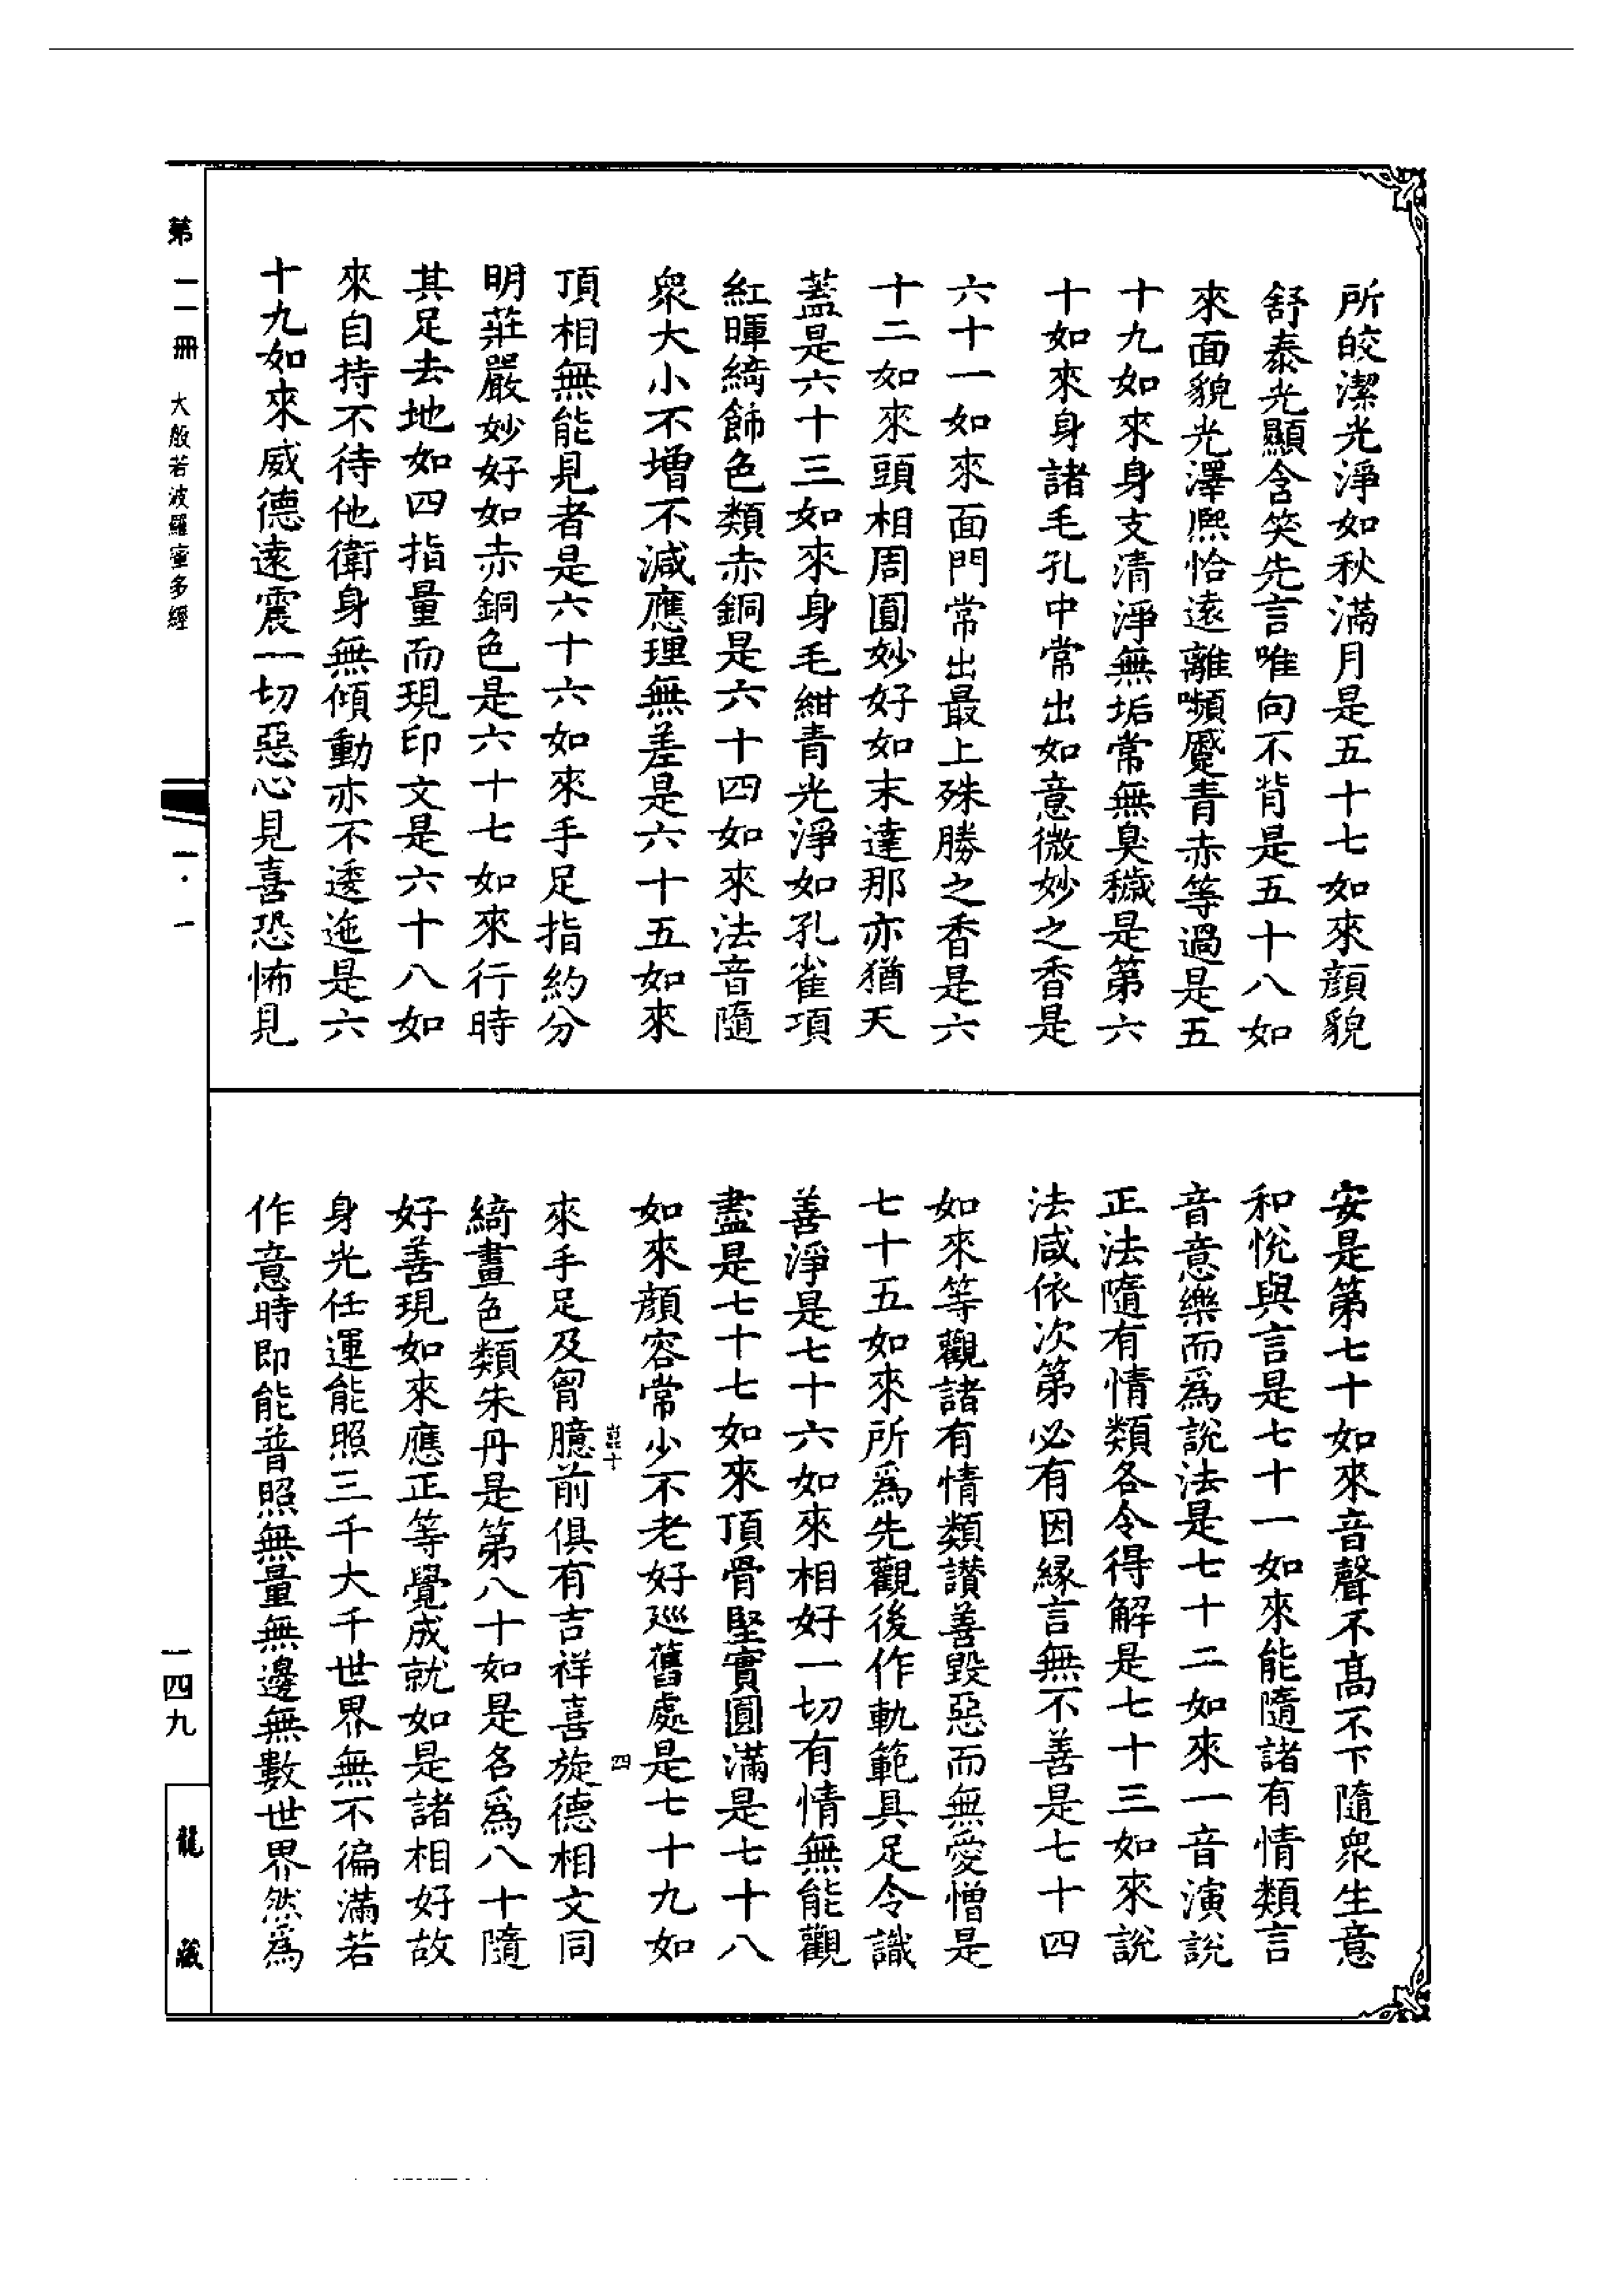 所皎潔光淨如秋滿月是五十七如來顔貌
舒泰光顯含笑先言唯向不背是五十八如
來面貌光澤熈怡遠離嚬蹙青赤等過是五
十九如來身支清淨無垢常無臭穢是第六
十如來身諸毛孔中常出如意微妙之香是
六十一如來面門常出最上殊勝之香是六
十二如來頭相周圓妙好如末達那亦猶天
蓋是六十三如來身毛紺青光淨如孔雀項
紅暉綺飾色類赤銅是六十四如來法音隨
衆大小不增不減應理無差是六十五如來
頂相無能見者是六十六如來手足指約分
明莊嚴妙好如赤銅色是六十七如來行時
其足去地如四指量而現印文是六十八如
來自持不待他衛身無傾動亦不逶迤是六
十九如來威德遠震一切惡心見喜恐怖見
安是第七十如來音聲不高不下隨衆生意
和悅與言是七十一如來能隨諸有情類言
音意樂而爲說法是七十二如來一音演說
正法隨有情類各令得解是七十三如來說
法咸依次第必有因縁言無不善是七十四
如來等觀諸有情類讃善毀惡而無愛憎是
七十五如來所爲先觀後作軌範具足令識
善淨是七十六如來相好一切有情無能觀
盡是七十七如來頂骨堅實圓滿是七十八
如來顔容常少不老好廵舊處是七十九如
崑十
四
來手足及胷臆前俱有吉祥喜旋德相文同
綺畫色類朱丹是第八十如是名爲八十隨
好善現如來應正等覺成就如是諸相好故
身光任運能照三千大千世界無不徧滿若
作意時即能普照無量無邊無數世界然爲
第二冊
大般若波羅蜜多經
一·一
一四九
龍藏